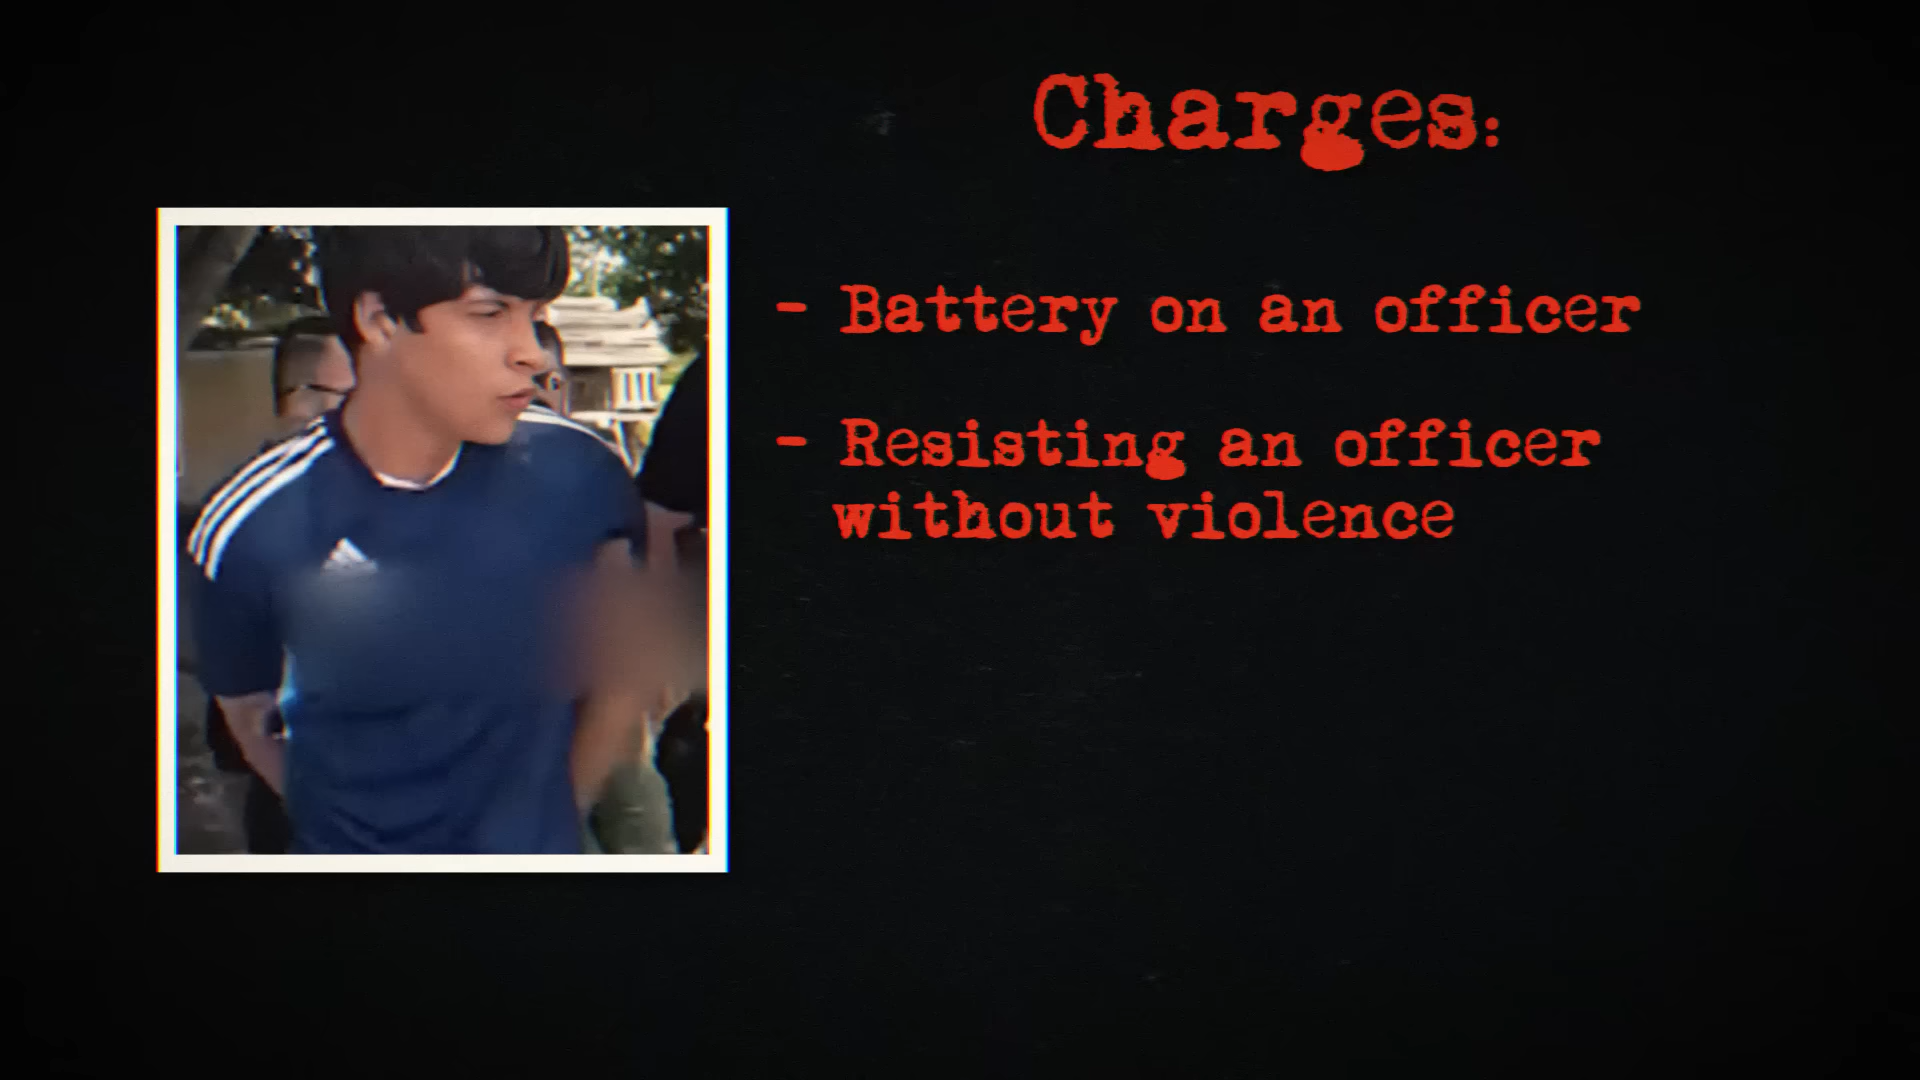 Charges:
- Battery on an officer
- Resisting an officer
without violence